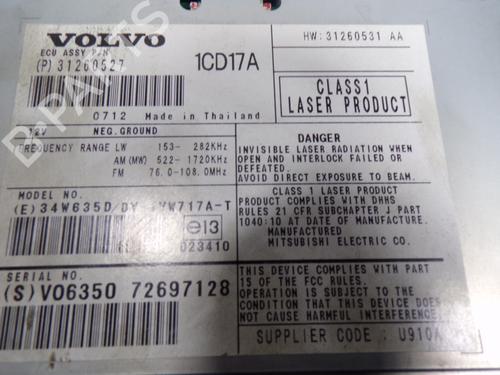 VOLVO
ECU ASSY P/N
(P) 31260527
1CD17A
HW: 31260531 AA
CLASS1
LASER PRODUCT
0712 Made in Thailand
12V NEG. GROUND
FREQUENCY RANGE LW 153- 282KHz
AM (MW) 522- 1720KHz
FM 76.0-108.0MHz
DANGER
INVISIBLE LASER RADIATION WHEN
OPEN AND INTERLOCK FAILED OR
DEFEATED.
AVOID DIRECT EXPOSURE TO BEAM.
MODEL NO.
(E)34W635D/DY
YW717A-T
e13
023410
CLASS 1 LASER PRODUCT
PRODUCT COMPLIES WITH DHHS
RULES 21 CFR SUBCHAPTER J PART
1040:10 AT DATE OF MANUFACTURE.
MANUFACTURED
MITSUBISHI ELECTRIC CO.
SERIAL NO.
(S)V06350 72697128
THIS DEVICE COMPLIES WITH PART
15 OF THE FCC RULES.
OPERATION IS SUBJECT TO THE
CONDITION THAT THIS DEVICE DOES
NOT CAUSE HARMFUL INTERFERENCE.
SUPPLIER CODE : U910A